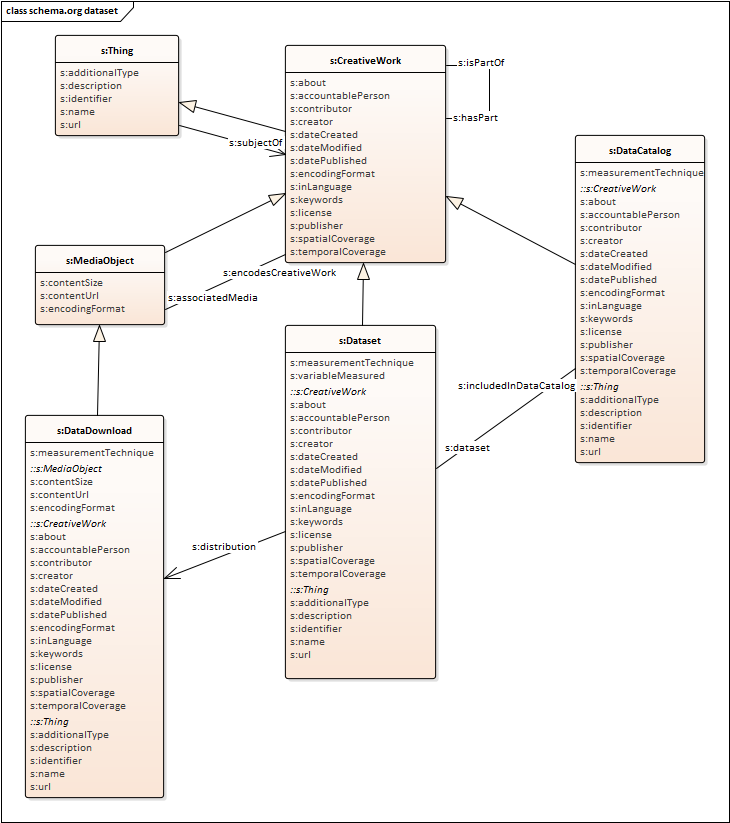 class schema.org dataset
s:Thing
s:additionalType
s:description
s:identifier
s:name
s:url
s:CreativeWork
s:about
s:accountablePerson
s:contributor
s:creator
s:dateCreated
s:dateModified
s:datePublished
s:encodingFormat
s:inLanguage
s:keywords
s:license
s:publisher
s:spatialCoverage
s:temporalCoverage
s:isPartOf
s:hasPart
s:subjectOf
s:DataCatalog
s:measurementTechnique
::s:CreativeWork
s:about
s:accountablePerson
s:contributor
s:creator
s:dateCreated
s:dateModified
s:datePublished
s:encodingFormat
s:inLanguage
s:keywords
s:license
s:publisher
s:spatialCoverage
s:temporalCoverage
::s:Thing
s:additionalType
s:description
s:identifier
s:name
s:url
s:MediaObject
s:contentSize
s:contentUrl
s:encodingFormat
s:encodesCreativeWork
s:associatedMedia
s:Dataset
s:measurementTechnique
s:variableMeasured
::s:CreativeWork
s:about
s:accountablePerson
s:contributor
s:creator
s:dateCreated
s:dateModified
s:datePublished
s:encodingFormat
s:inLanguage
s:keywords
s:license
s:publisher
s:spatialCoverage
s:temporalCoverage
::s:Thing
s:additionalType
s:description
s:identifier
s:name
s:url
s:includedInDataCatalog
s:dataset
s:distribution
s:DataDownload
s:measurementTechnique
::s:MediaObject
s:contentSize
s:contentUrl
s:encodingFormat
::s:CreativeWork
s:about
s:accountablePerson
s:contributor
s:creator
s:dateCreated
s:dateModified
s:datePublished
s:encodingFormat
s:inLanguage
s:keywords
s:license
s:publisher
s:spatialCoverage
s:temporalCoverage
::s:Thing
s:additionalType
s:description
s:identifier
s:name
s:url